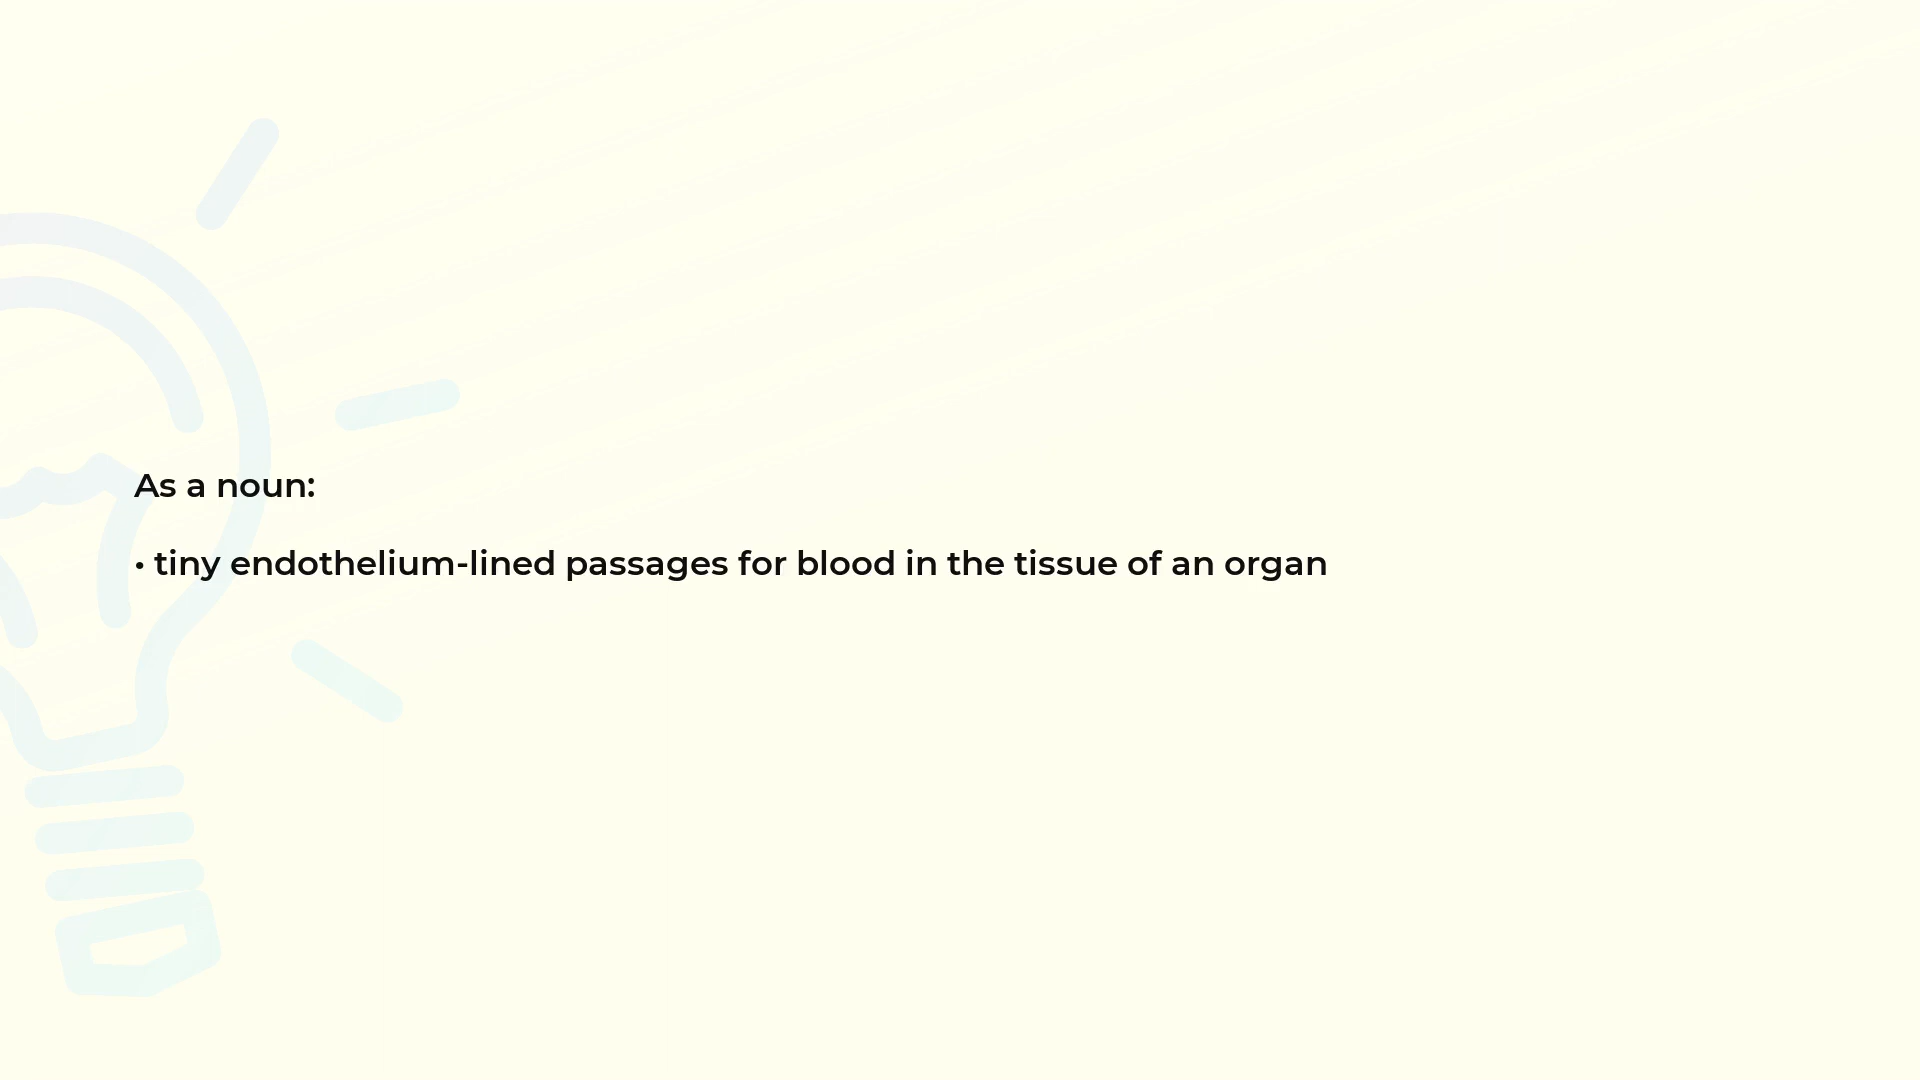 As a noun:
• tiny endothelium-lined passages for blood in the tissue of an organ